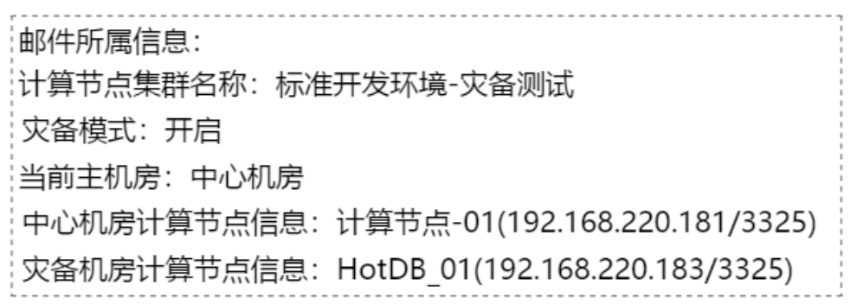 邮件所属信息：
计算节点集群名称：标准开发环境-灾备测试
灾备模式：开启
当前主机房：中心机房
中心机房计算节点信息：计算节点-01(192.168.220.181/3325)
灾备机房计算节点信息：HotDB_01(192.168.220.183/3325)